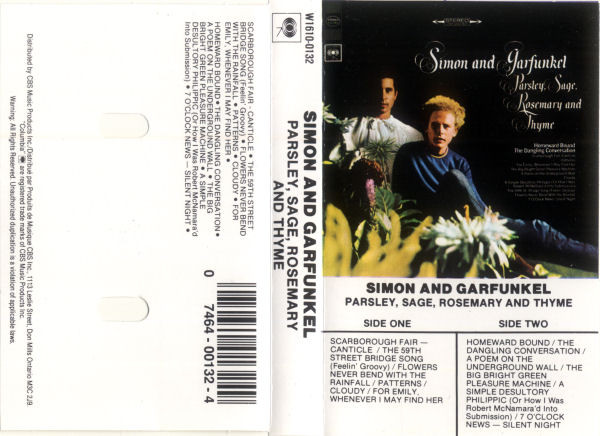 Distributed by CBS Music Products Inc./Distribué par Produits de Musique CBS Inc., 1113, Leslie Street, Don Mills Ontario M3C 2J9.
"Columbia", are registered trade marks of CBS Music Products Inc.
Warning: All Rights Reserved. Unauthorized duplication is a violation of applicable laws.
SCARBOROUGH FAIR - CANTICLE • THE 59TH STREET
BRIDGE SONG (Feelin' Groovy) • FLOWERS NEVER BEND
WITH THE RAINFALL • PATTERNS • CLOUDY • FOR
EMILY, WHENEVER I MAY FIND HER •
HOMEWARD BOUND • THE DANGLING CONVERSATION •
A POEM ON THE UNDERGROUND WALL • THE BIG
BRIGHT GREEN PLEASURE MACHINE • A SIMPLE
DESULTORY PHILIPPIC (Or How I Was Robert McNamara'd
Into Submission) • 7 O'CLOCK NEWS — SILENT NIGHT •
0 7464-00132-4
W1610-0132
SIMON AND GARFUNKEL
PARSLEY, SAGE, ROSEMARY
AND THYME
STEREO
Simon and Garfunkel
Parsley, Sage,
Rosemary and
Thyme
Homeward Bound
The Dangling Conversation
SIMON AND GARFUNKEL
PARSLEY, SAGE, ROSEMARY AND THYME
SIDE ONE
SCARBOROUGH FAIR —
CANTICLE / THE 59TH
STREET BRIDGE SONG
(Feelin' Groovy) / FLOWERS
NEVER BEND WITH THE
RAINFALL / PATTERNS /
CLOUDY / FOR EMILY,
WHENEVER I MAY FIND HER
SIDE TWO
HOMEWARD BOUND / THE
DANGLING CONVERSATION /
A POEM ON THE
UNDERGROUND WALL / THE
BIG BRIGHT GREEN
PLEASURE MACHINE / A
SIMPLE DESULTORY
PHILIPPIC (Or How I Was
Robert McNamara'd Into
Submission) / 7 O'CLOCK
NEWS — SILENT NIGHT